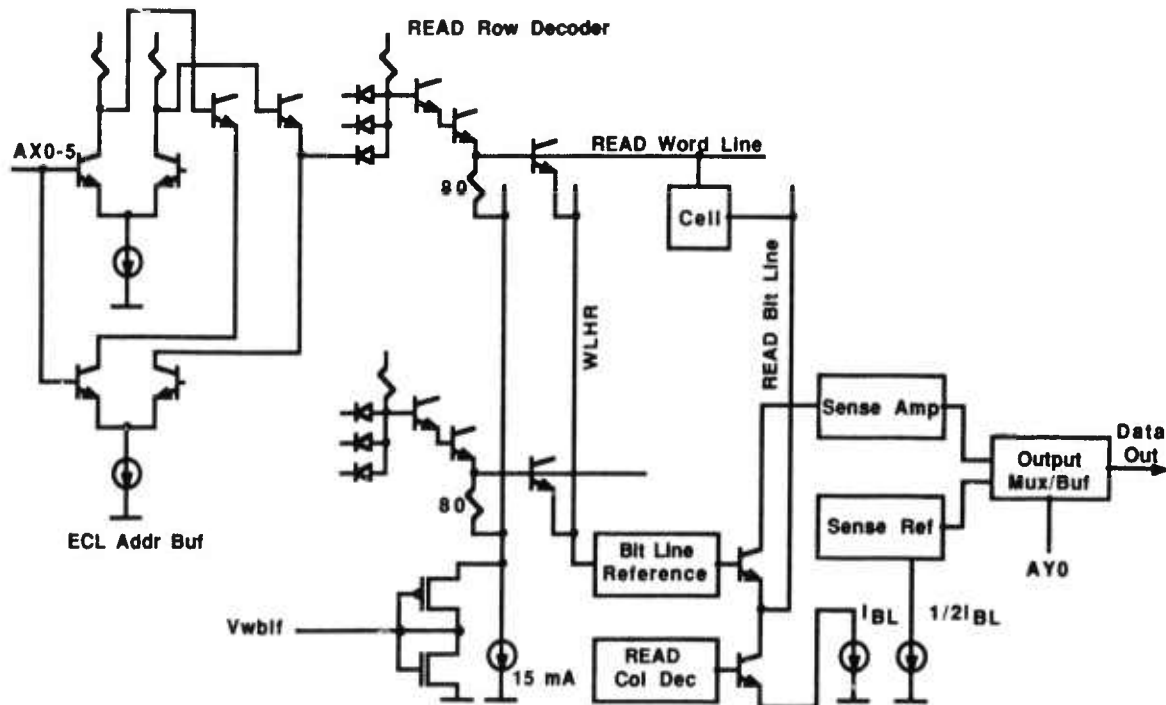 READ Row Decoder
AX0-5
READ Word Line
80
Cell
WLHR
READ Bit Line
Sense Amp
Data
Out
Output
Mux/Buf
80
Sense Ref
ECL Addr Buf
Bit Line
Reference
AY0
Vwblf
IBL
1/2IBL
READ
Col Dec
15 mA